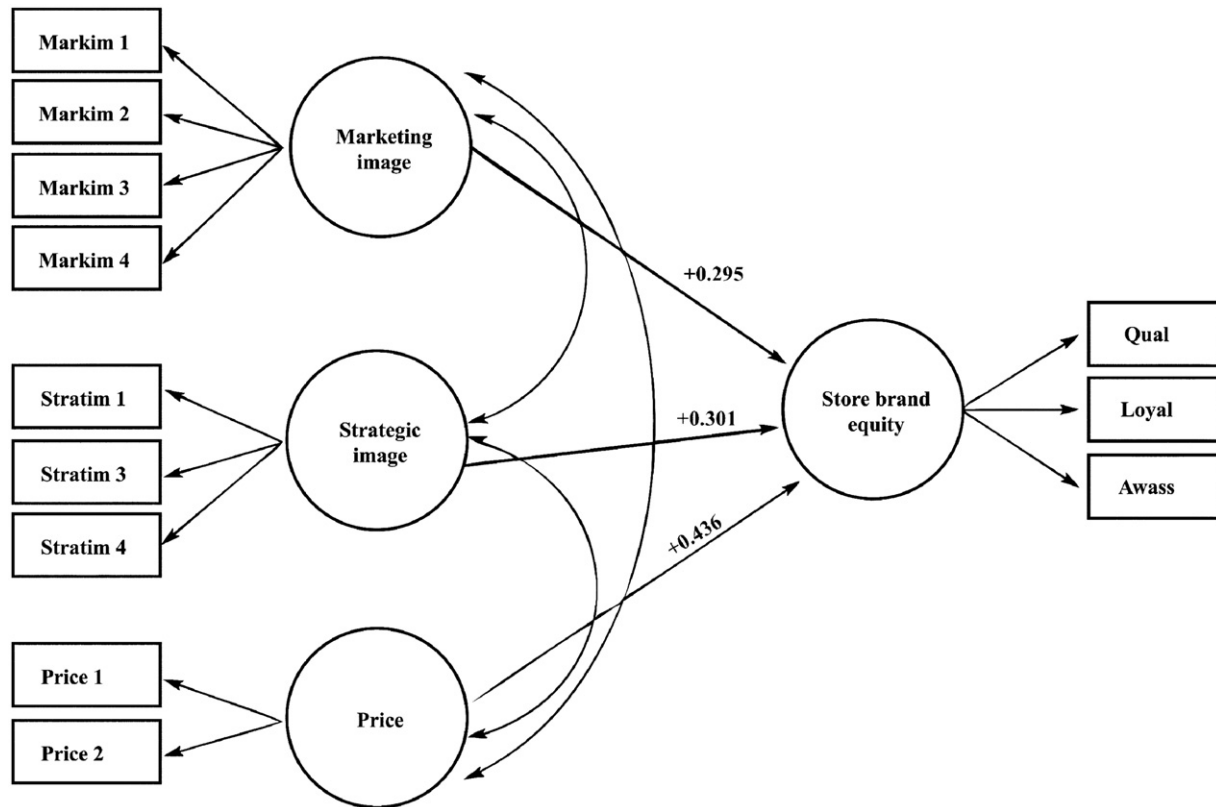 Markim 1
Markim 2
Markim 3
Markim 4
Marketing
image
+0.295
Stratim 1
Stratim 3
Stratim 4
Strategic
image
+0.301
Store brand
equity
Qual
Loyal
Awass
+0.436
Price 1
Price 2
Price